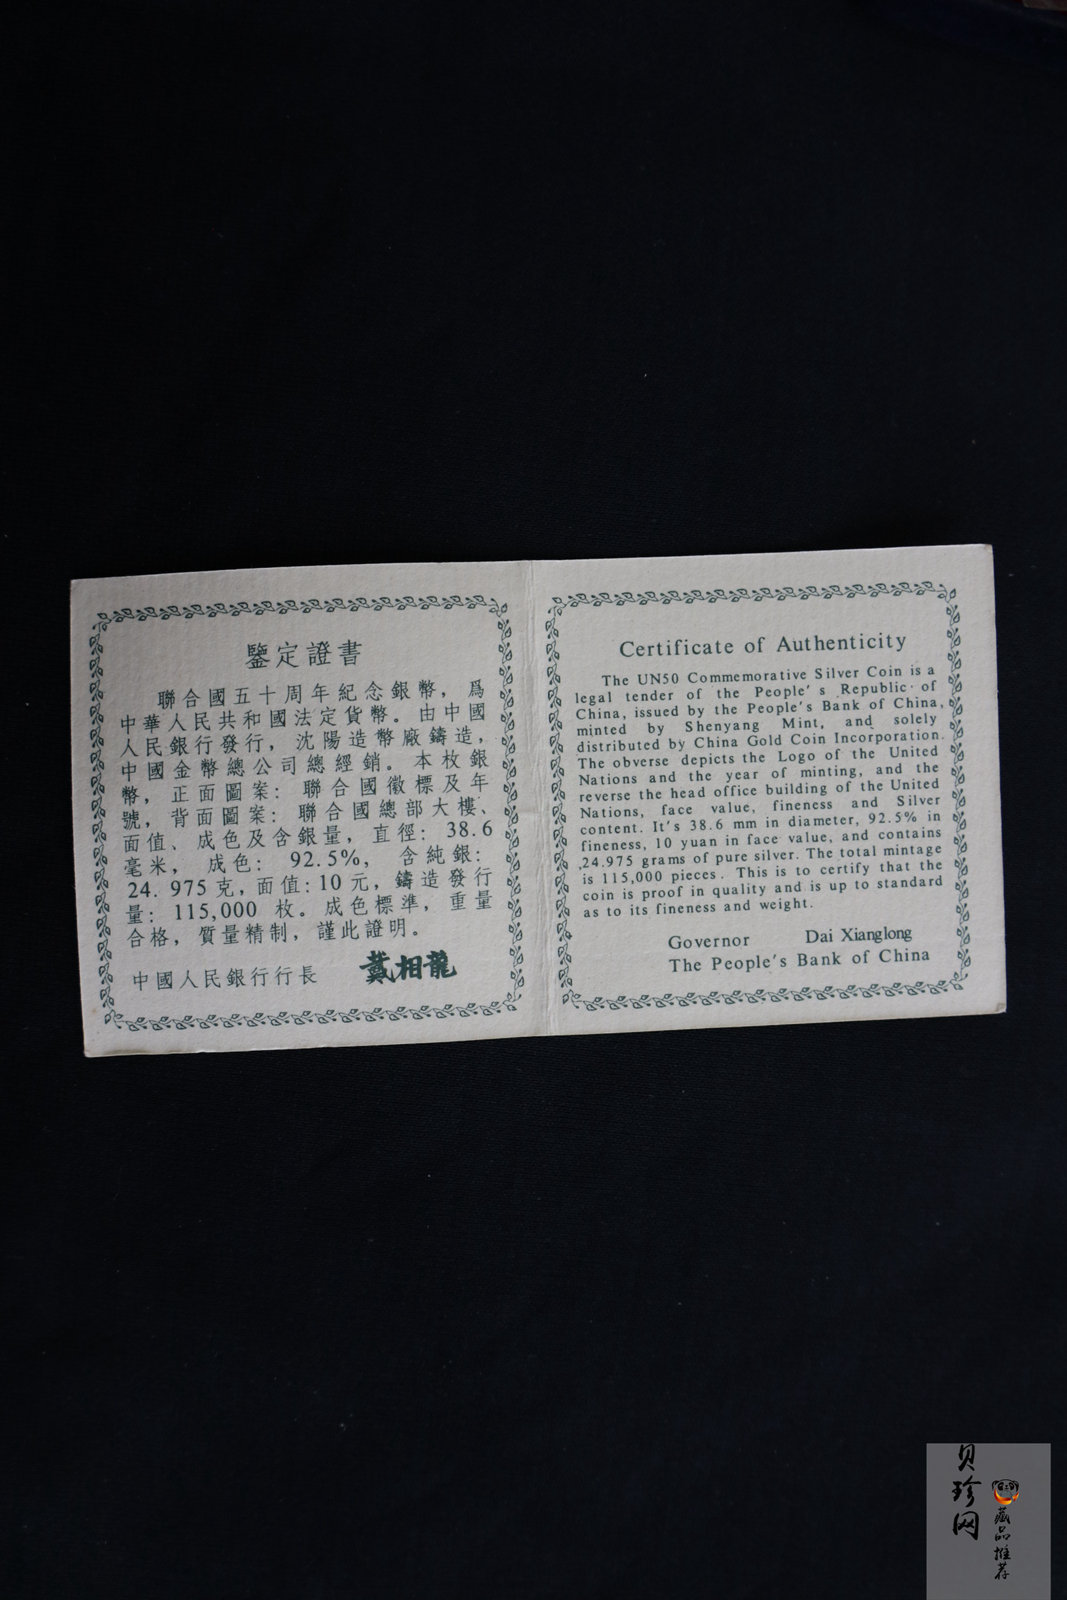 鑒定證書
聯合國五十周年紀念銀幣，爲
中華人民共和國法定貨幣。由中國
人民銀行發行，沈陽造幣廠鑄造，
中國金幣總公司總經銷。本枚銀
幣，正面圖案：聯合國徽標及年
號，背面圖案：聯合國總部大樓、
面值、成色及含銀量，直徑：38.6
毫米，成色：92.5%，含純銀：
24.975克，面值：10元，鑄造發行
量：115,000 枚。成色標準，重量
合格，質量精制，謹此證明。
中國人民銀行行長 戴相龍
Certificate of Authenticity
The UN50 Commemorative Silver Coin is a
legal tender of the People's Republic of
China, issued by the People's Bank of China,
minted by Shenyang Mint, and solely
distributed by China Gold Coin Incorporation.
The obverse depicts the Logo of the United
Nations and the year of minting, and the
reverse the head office building of the United
Nations, face value, fineness and Silver
content. It's 38.6 mm in diameter, 92.5% in
fineness, 10 yuan in face value, and contains
24.975 grams of pure silver. The total mintage
is 115,000 pieces. This is to certify that the
coin is proof in quality and is up to standard
as to its fineness and weight.
Governor Dai Xianglong
The People's Bank of China
贝珍网
藏品推荐